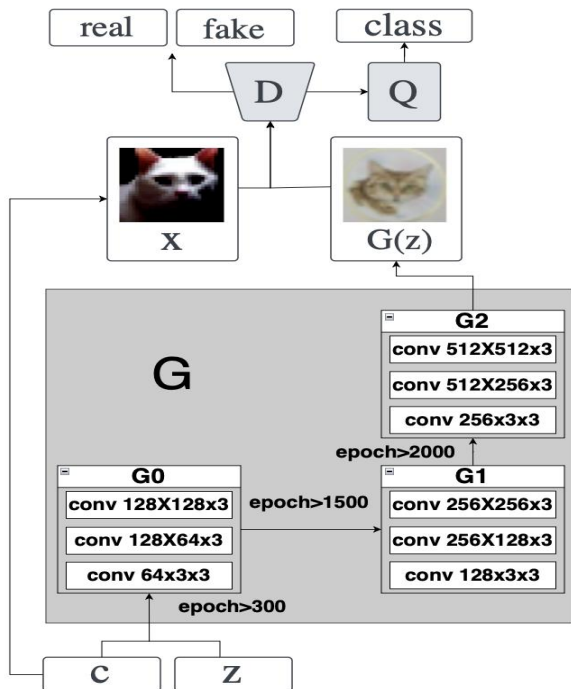 real
fake
class
D
Q
x
G(z)
G
G2
conv 512X512x3
conv 512X256x3
conv 256x3x3
epoch>2000
G0
conv 128X128x3
conv 128X64x3
conv 64x3x3
epoch>1500
G1
conv 256X256x3
conv 256X128x3
conv 128x3x3
epoch>300
c
z